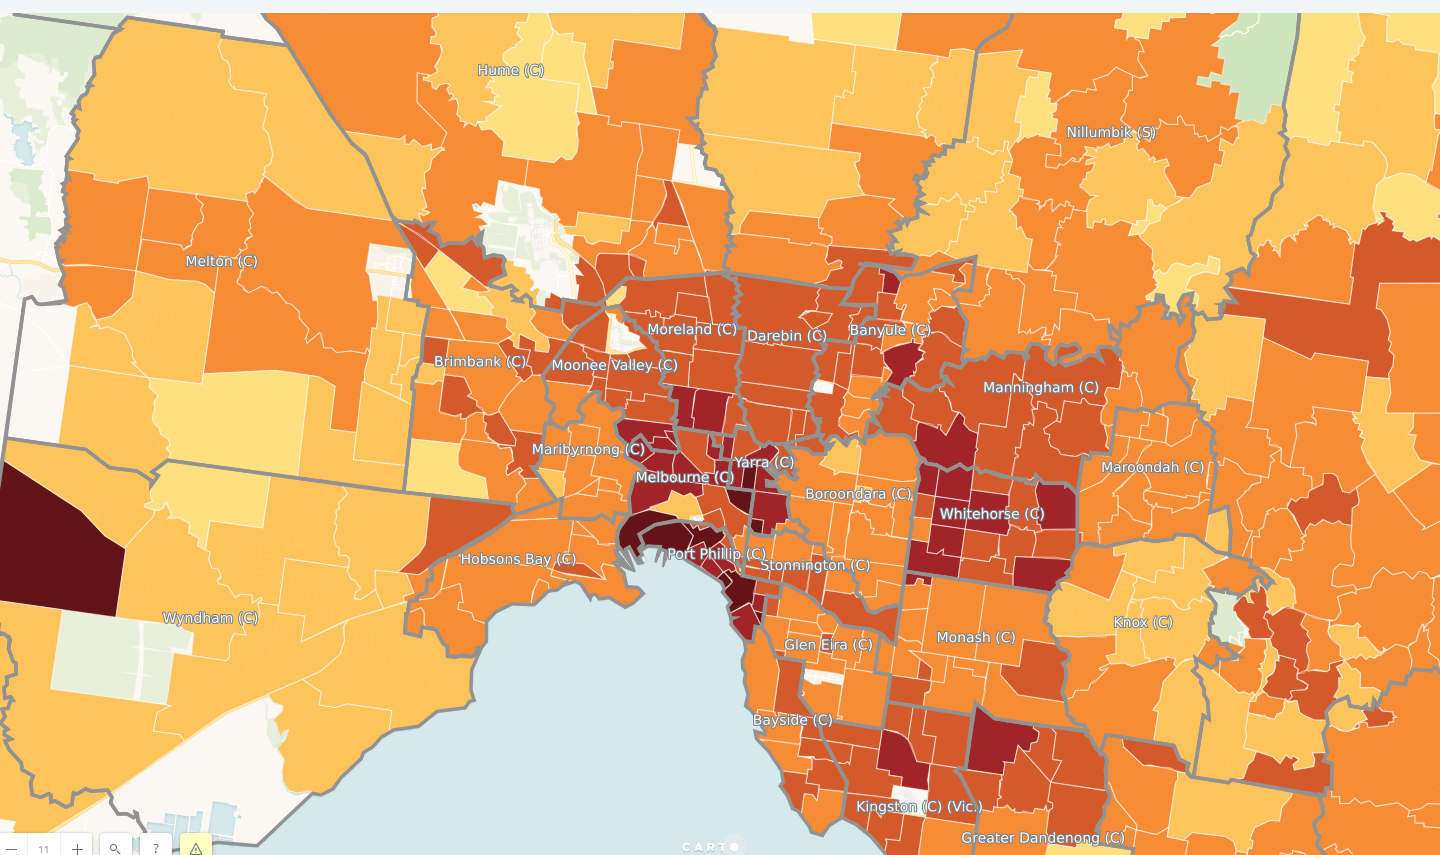 Hume (C)
Nillumbik (S)
Melton (C)
Moreland (C)
Darebin (C)
Banyule (C)
Brimbank (C)
Moonee Valley (C)
Manningham (C)
Maribyrnong (C)
Yarra (C)
Maroondah (C)
Melbourne (C)
Boroondara (C)
Whitehorse (C)
Hobsons Bay (C)
Port Phillip (C)
Stonnington (C)
Wyndham (C)
Knox (C)
Glen Eira (C)
Monash (C)
Bayside (C)
Kingston (C) (Vic.)
Greater Dandenong (C)
11
?
CARTO